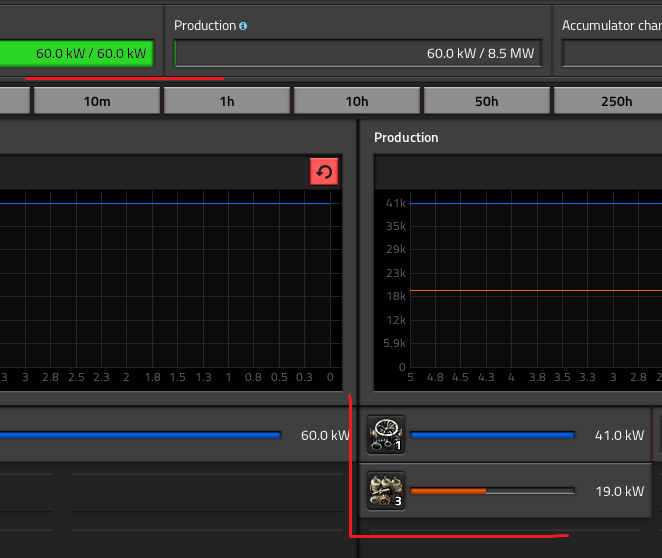 Production
Accumulator char
60.0 kW / 60.0 kW
60.0 kW / 8.5 MW
10m
1h
10h
50h
250h
Production
41k
35k
29k
23k
18k
12k
5.9k
0
3 3 2.8 2.5 2.3 2 1.8 1.5 1.3 1 0.8 0.5 0.3 0
5 4.8 4.5 4.3 4 3.8 3.5 3.3 3 2.8 2
60.0 kW
1
41.0 kW
3
19.0 kW